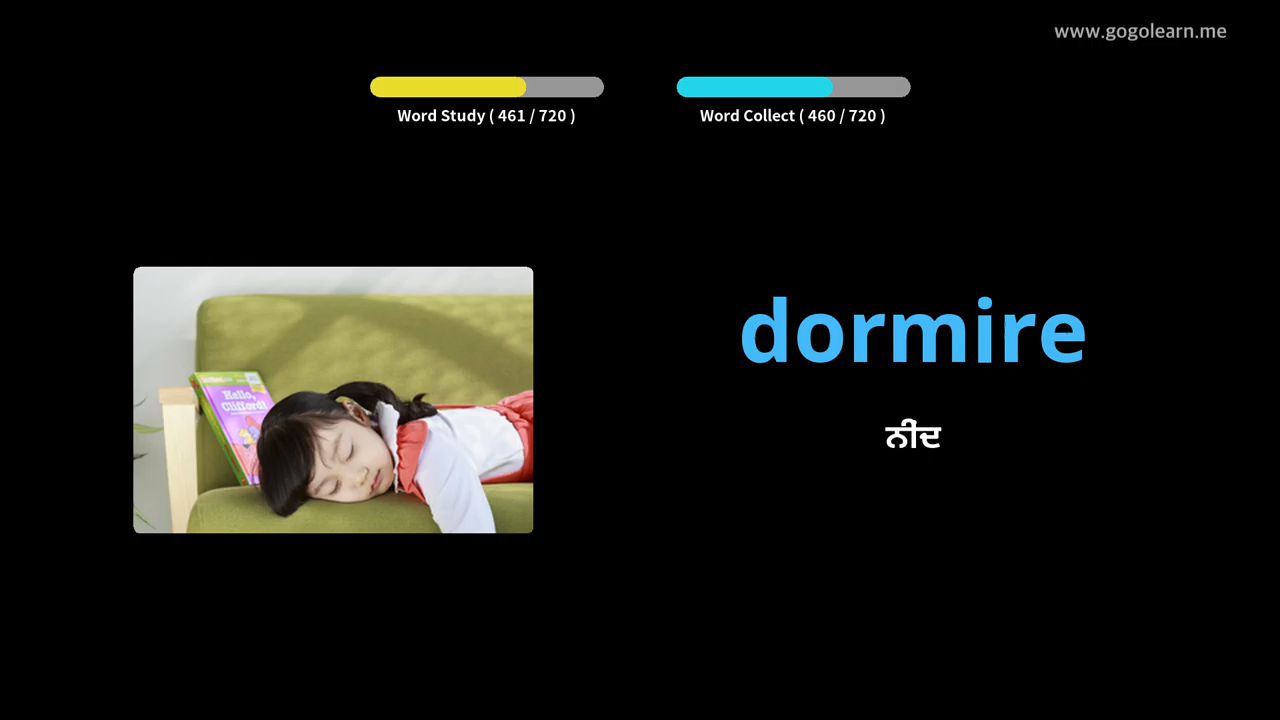 www.gogolearn.me
Word Study ( 461 / 720 )
Word Collect ( 460 / 720 )
dormire
ਨੀਂਦ
Hello,
Clifford!